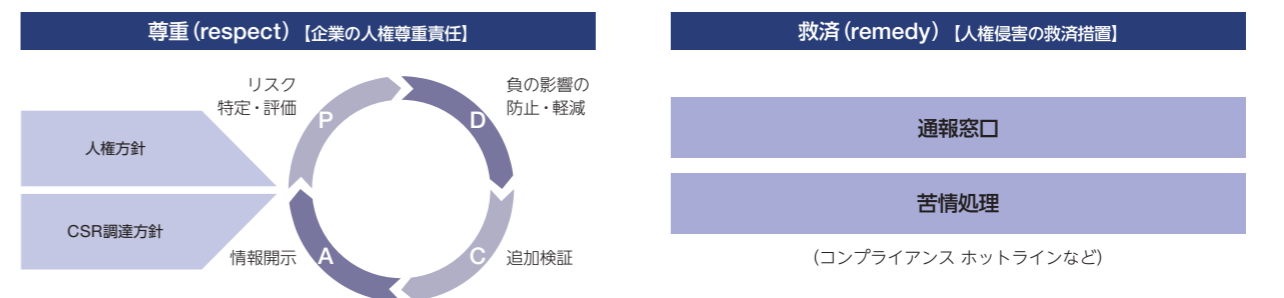 尊重(respect)【企業の人権尊重責任】
リスク
特定・評価
負の影響の
防止・軽減
P
D
人権方針
CSR調達方針
情報開示
A
C
追加検証
救済(remedy)【人権侵害の救済措置】
通報窓口
苦情処理
(コンプライアンス ホットラインなど)